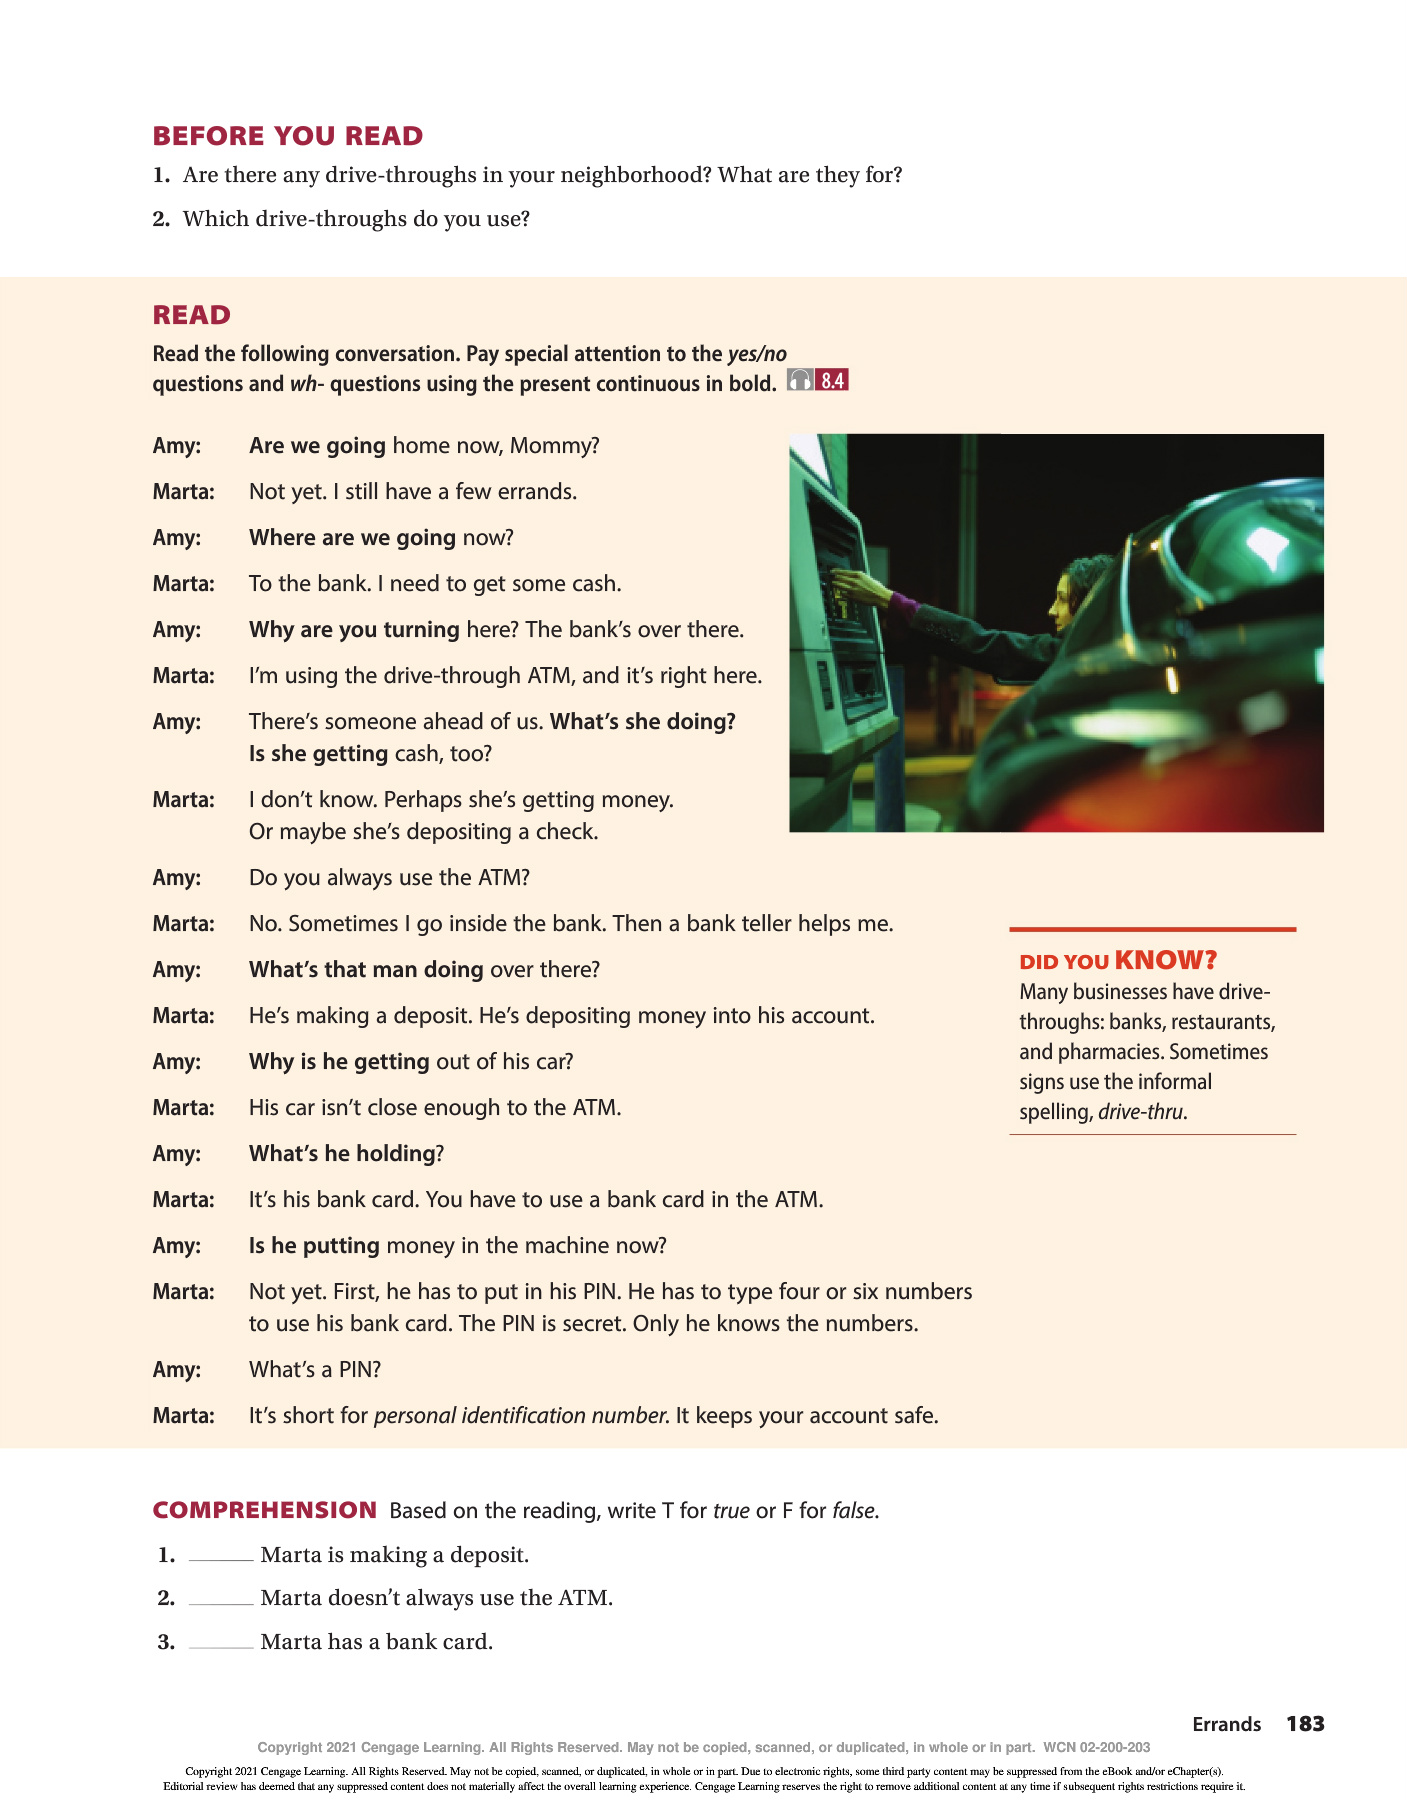 BEFORE YOU READ
1. Are there any drive-throughs in your neighborhood? What are they for?
2. Which drive-throughs do you use?
READ
Read the following conversation. Pay special attention to the yes/no
questions and wh- questions using the present continuous in bold. 8.4
Amy: Are we going home now, Mommy?
Marta: Not yet. I still have a few errands.
Amy: Where are we going now?
Marta: To the bank. I need to get some cash.
Amy: Why are you turning here? The bank’s over there.
Marta: I’m using the drive-through ATM, and it’s right here.
Amy: There’s someone ahead of us. What’s she doing?
Is she getting cash, too?
Marta: I don’t know. Perhaps she’s getting money.
Or maybe she’s depositing a check.
Amy: Do you always use the ATM?
Marta: No. Sometimes I go inside the bank. Then a bank teller helps me.
Amy: What’s that man doing over there?
Marta: He’s making a deposit. He’s depositing money into his account.
Amy: Why is he getting out of his car?
Marta: His car isn’t close enough to the ATM.
Amy: What’s he holding?
Marta: It’s his bank card. You have to use a bank card in the ATM.
Amy: Is he putting money in the machine now?
Marta: Not yet. First, he has to put in his PIN. He has to type four or six numbers
to use his bank card. The PIN is secret. Only he knows the numbers.
Amy: What’s a PIN?
Marta: It’s short for personal identification number. It keeps your account safe.
DID YOU KNOW?
Many businesses have drive-
throughs: banks, restaurants,
and pharmacies. Sometimes
signs use the informal
spelling, drive-thru.
COMPREHENSION Based on the reading, write T for true or F for false.
1. ______ Marta is making a deposit.
2. ______ Marta doesn’t always use the ATM.
3. ______ Marta has a bank card.
Errands 183
Copyright 2021 Cengage Learning. All Rights Reserved. May not be copied, scanned, or duplicated, in whole or in part. WCN 02-200-203
Copyright 2021 Cengage Learning. All Rights Reserved. May not be copied, scanned, or duplicated, in whole or in part. Due to electronic rights, some third party content may be suppressed from the eBook and/or eChapter(s).
Editorial review has deemed that any suppressed content does not materially affect the overall learning experience. Cengage Learning reserves the right to remove additional content at any time if subsequent rights restrictions require it.